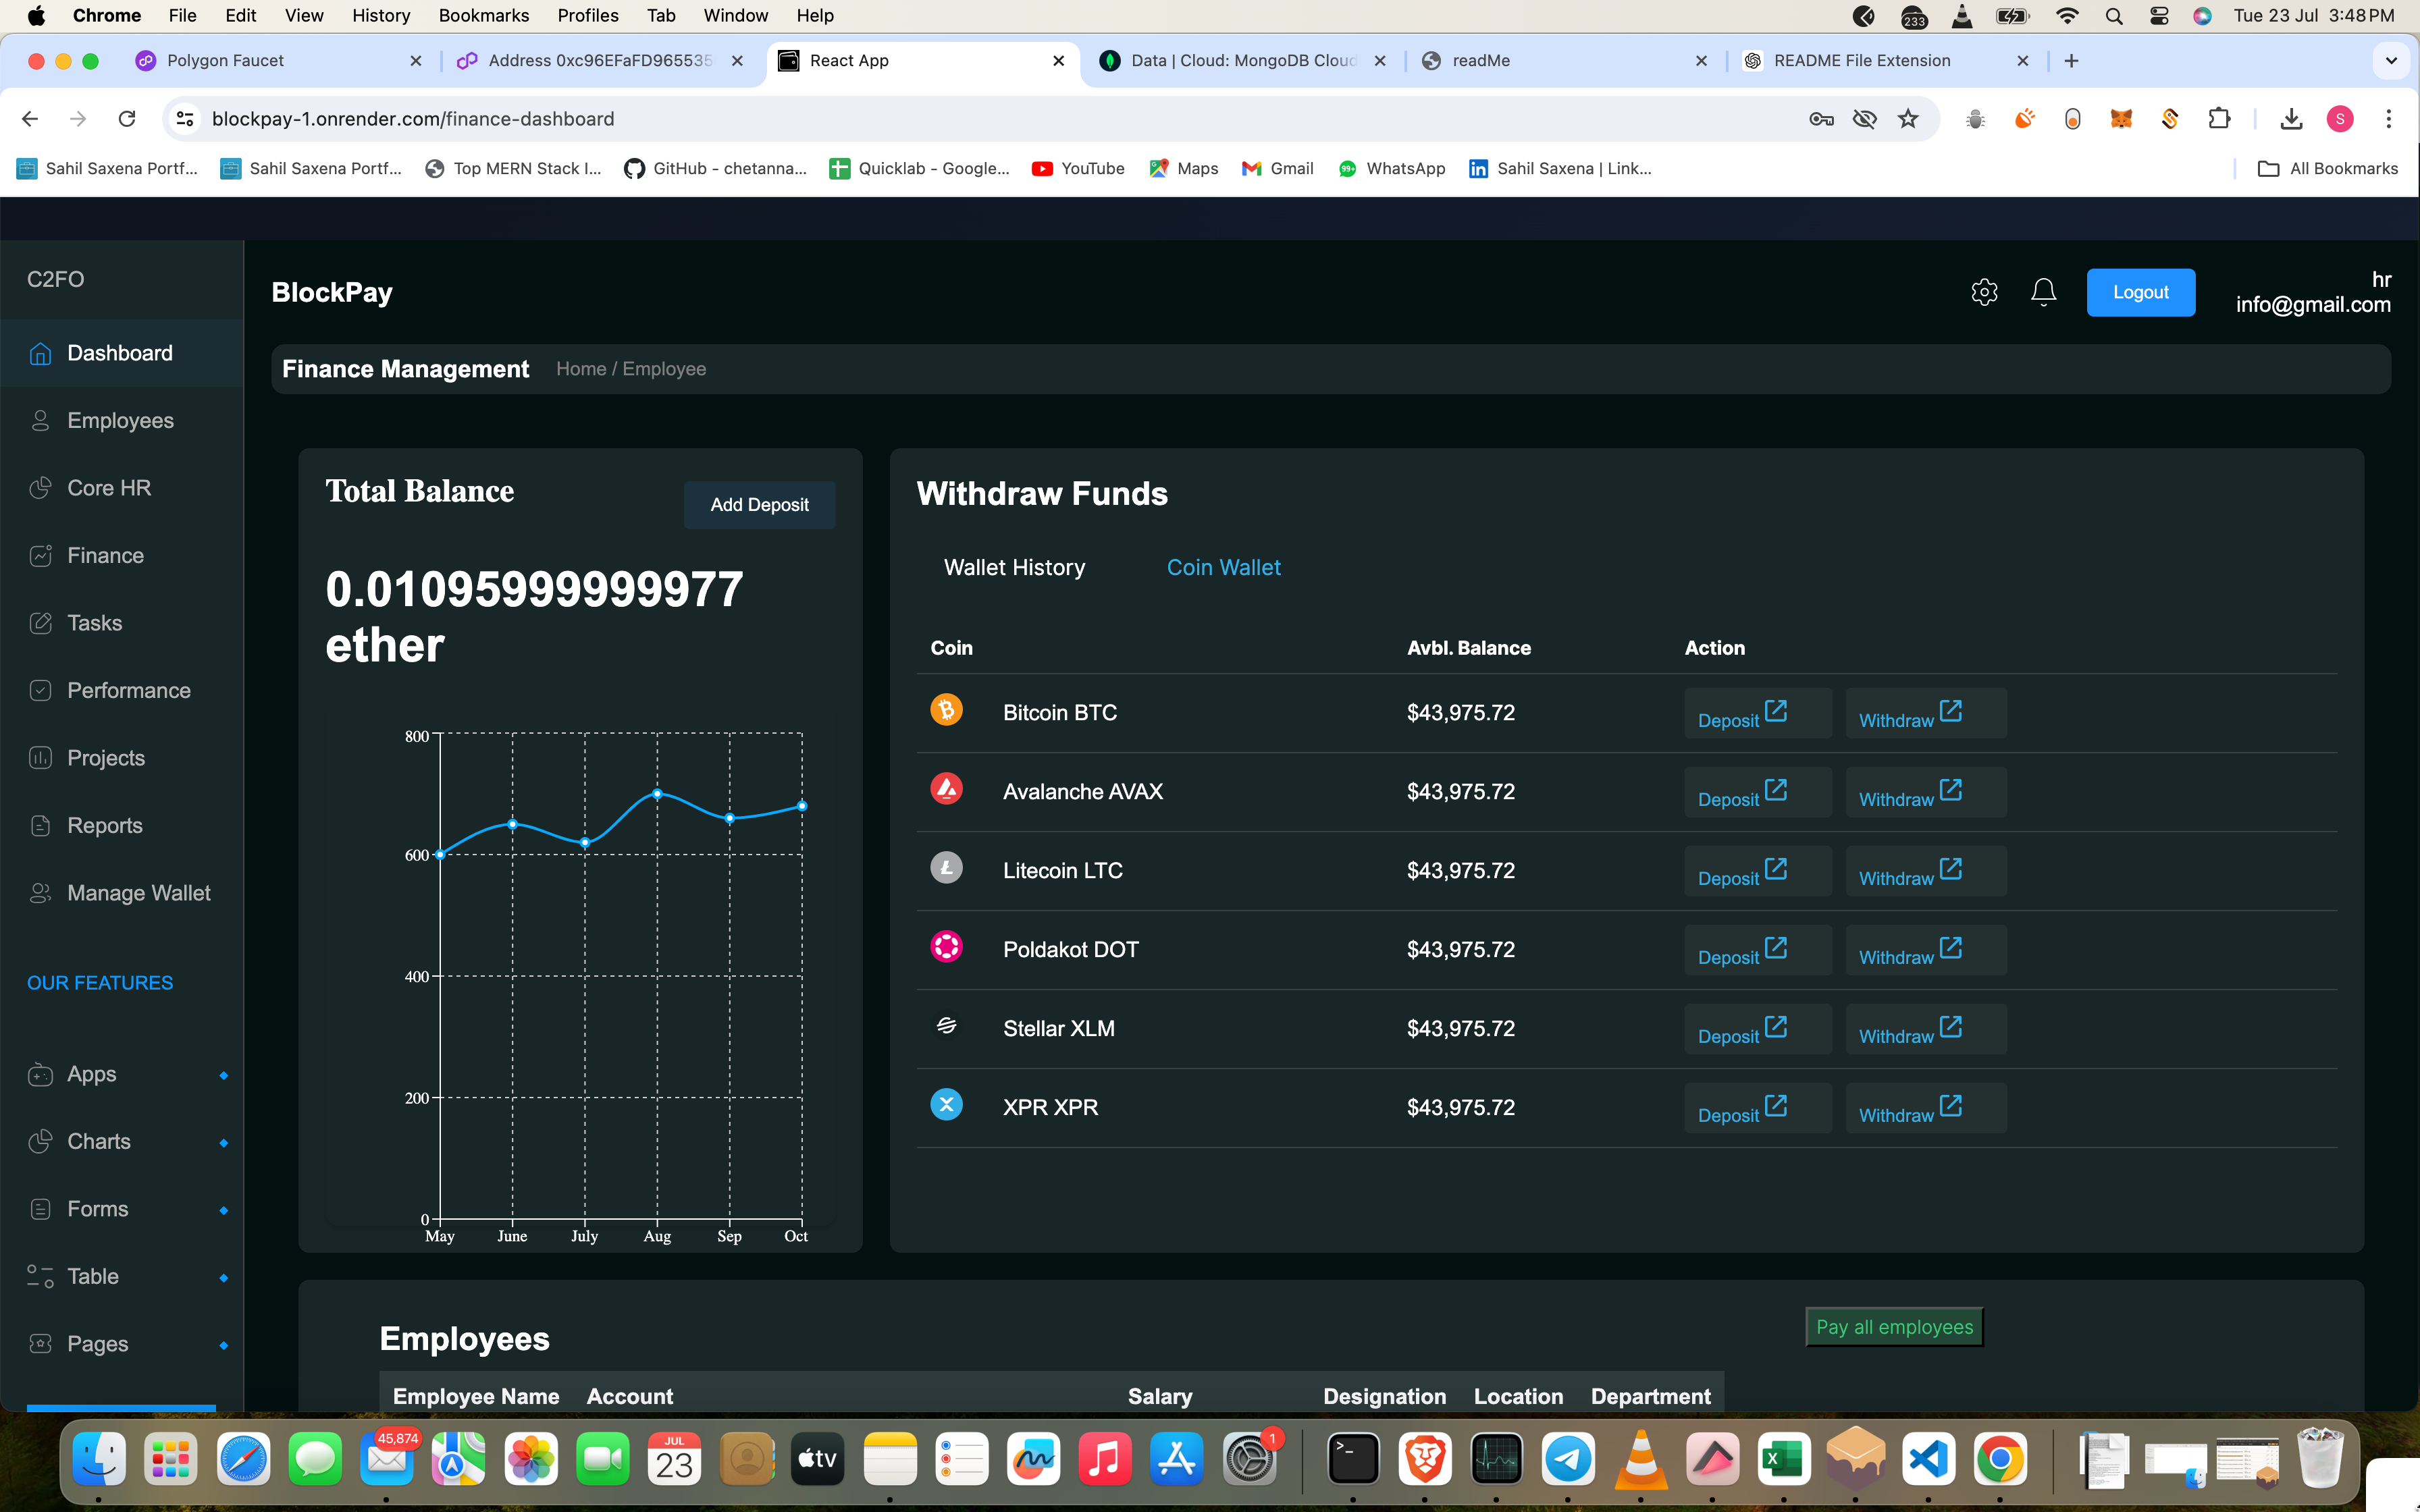 Chrome File Edit View History Bookmarks Profiles Tab Window Help
233
Tue 23 Jul 3:48 PM
Polygon Faucet
Address 0xc96EFaFD965535
React App
Data | Cloud: MongoDB Cloud
readMe
README File Extension
blockpay-1.onrender.com/finance-dashboard
S
Sahil Saxena Portf...
Sahil Saxena Portf...
Top MERN Stack I...
GitHub - chetanna...
Quicklab - Google...
YouTube
Maps
Gmail
99+
WhatsApp
Sahil Saxena | Link...
All Bookmarks
C2FO
Dashboard
Employees
Core HR
Finance
Tasks
Performance
Projects
Reports
Manage Wallet
OUR FEATURES
Apps
Charts
Forms
Table
Pages
BlockPay
Logout
hr
info@gmail.com
Finance Management Home / Employee
Total Balance
Add Deposit
0.01095999999977
ether
800
600
400
200
0
May June July Aug Sep Oct
Withdraw Funds
Wallet History Coin Wallet
Coin Avbl. Balance Action
Bitcoin BTC $43,975.72 Deposit Withdraw
Avalanche AVAX $43,975.72 Deposit Withdraw
Litecoin LTC $43,975.72 Deposit Withdraw
Poldakot DOT $43,975.72 Deposit Withdraw
Stellar XLM $43,975.72 Deposit Withdraw
XPR XPR $43,975.72 Deposit Withdraw
Employees
Pay all employees
Employee Name Account Salary Designation Location Department
45,874
JUL
23
tv
1